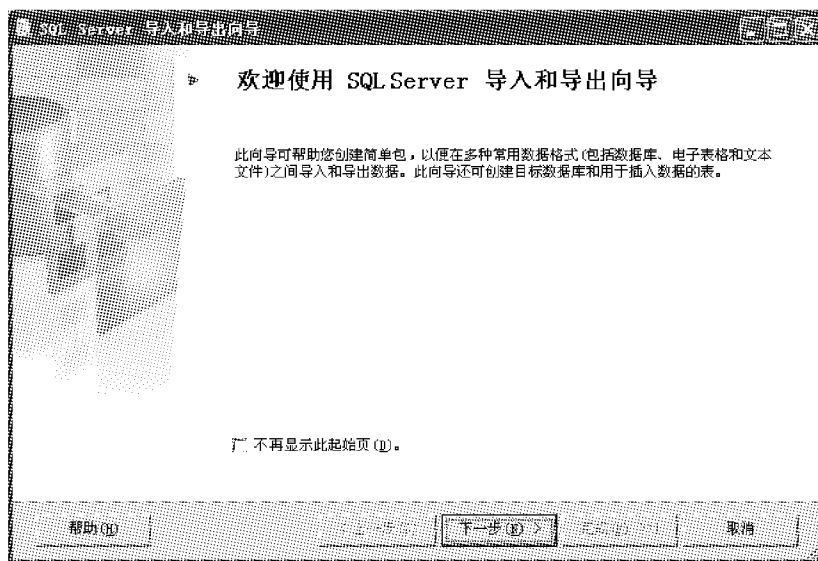 SQL Server 导入和导出向导
欢迎使用 SQL Server 导入和导出向导
此向导可帮助您创建简单包，以便在多种常用数据格式(包括数据库、电子表格和文本
文件)之间导入和导出数据。此向导还可创建目标数据库和用于插入数据的表。
不再显示此起始页(D)。
帮助(H)
下一步(N) >
取消